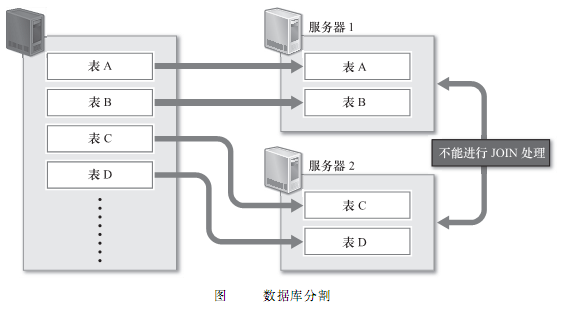 表 A
表 B
表 C
表 D
服务器 1
表 A
表 B
服务器 2
表 C
表 D
不能进行 JOIN 处理
图 数据库分割